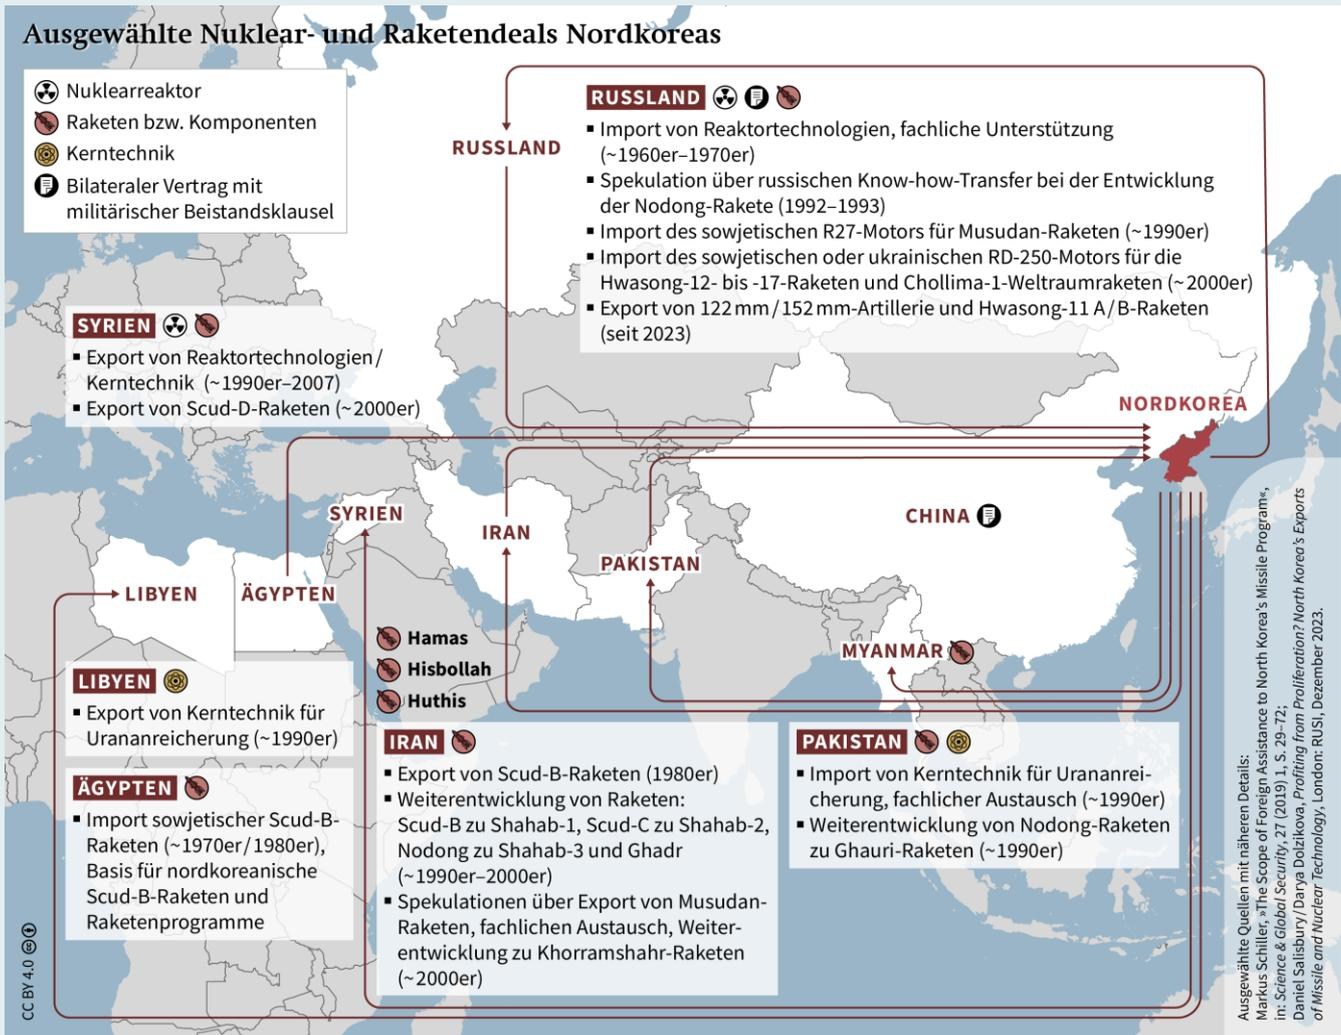 Ausgewählte Nuklear- und Raketendeals Nordkoreas
Nuklearreaktor
Raketen bzw. Komponenten
Kerntechnik
Bilateraler Vertrag mit
militärischer Beistandsklausel
RUSSLAND
RUSSLAND
▪ Import von Reaktortechnologien, fachliche Unterstützung
(~1960er–1970er)
▪ Spekulation über russischen Know-how-Transfer bei der Entwicklung
der Nodong-Rakete (1992–1993)
▪ Import des sowjetischen R27-Motors für Musudan-Raketen (~1990er)
▪ Import des sowjetischen oder ukrainischen RD-250-Motors für die
Hwasong-12- bis -17-Raketen und Chollima-1-Weltraumraketen (~2000er)
▪ Export von 122 mm / 152 mm-Artillerie und Hwasong-11 A / B-Raketen
(seit 2023)
SYRIEN
▪ Export von Reaktortechnologien /
Kerntechnik (~1990er–2007)
▪ Export von Scud-D-Raketen (~2000er)
NORDKOREA
SYRIEN
IRAN
PAKISTAN
CHINA
LIBYEN
ÄGYPTEN
MYANMAR
Hamas
Hisbollah
Huthis
LIBYEN
▪ Export von Kerntechnik für
Urananreicherung (~1990er)
ÄGYPTEN
▪ Import sowjetischer Scud-B-
Raketen (~1970er / 1980er),
Basis für nordkoreanische
Scud-B-Raketen und
Raketenprogramme
IRAN
▪ Export von Scud-B-Raketen (1980er)
▪ Weiterentwicklung von Raketen:
Scud-B zu Shahab-1, Scud-C zu Shahab-2,
Nodong zu Shahab-3 und Ghadr
(~1990er–2000er)
▪ Spekulationen über Export von Musudan-
Raketen, fachlichen Austausch, Weiter-
entwicklung zu Khorramshahr-Raketen
(~2000er)
PAKISTAN
▪ Import von Kerntechnik für Urananrei-
cherung, fachlicher Austausch (~1990er)
▪ Weiterentwicklung von Nodong-Raketen
zu Ghauri-Raketen (~1990er)
Ausgewählte Quellen mit näheren Details:
Markus Schiller, »The Scope of Foreign Assistance to North Korea's Missile Program«,
in: Science & Global Security, 27 (2019) 1, S. 29–72;
Daniel Salisbury / Darya Dolzikova, Profiting from Proliferation? North Korea's Exports
of Missile and Nuclear Technology, London: RUSI, Dezember 2023.
CC BY 4.0